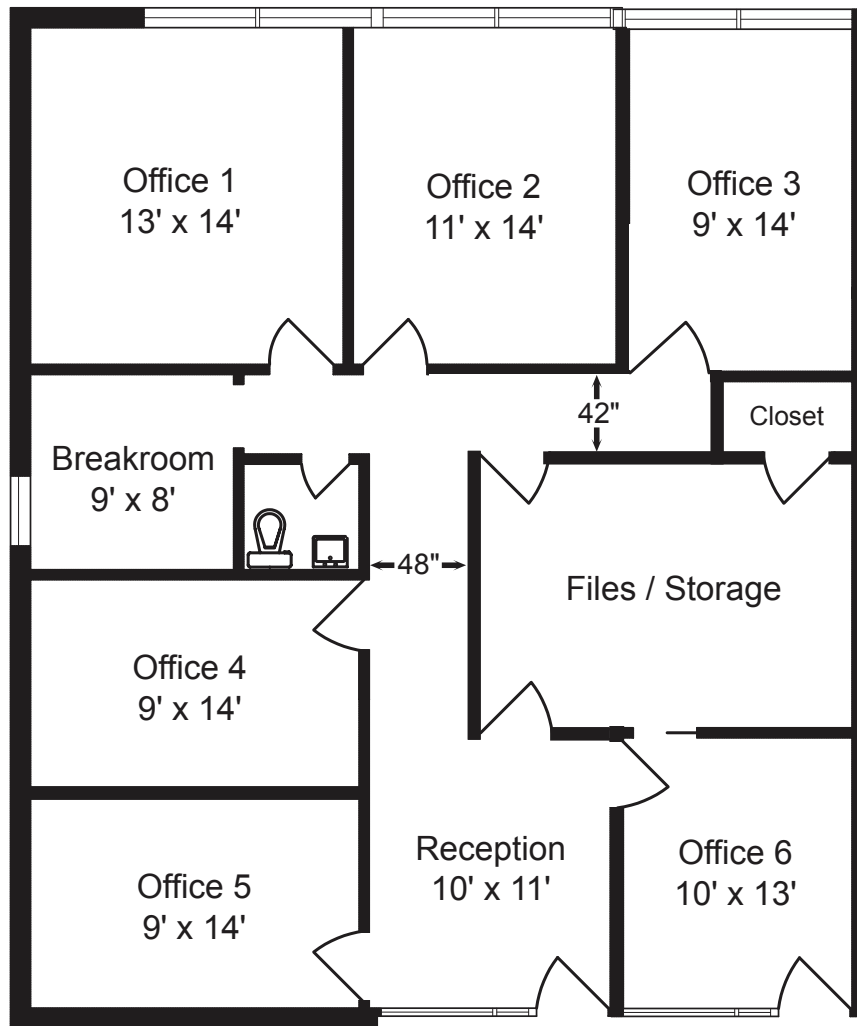 Office 1
13' x 14'
Office 2
11' x 14'
Office 3
9' x 14'
42"
Closet
Breakroom
9' x 8'
48"
Files / Storage
Office 4
9' x 14'
Reception
10' x 11'
Office 6
10' x 13'
Office 5
9' x 14'